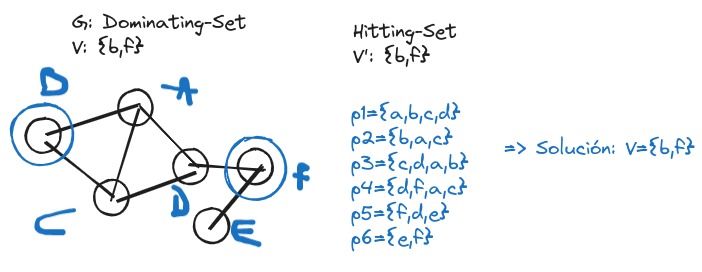 G: Dominating-Set
V: {b,f}
D
A
C
D
F
E
Hitting-Set
V': {b,f}
p1={a,b,c,d}
p2={b,a,c}
p3={c,d,a,b}
p4={d,f,a,c}
p5={f,d,e}
p6={e,f}
=> Solución: V={b,f}